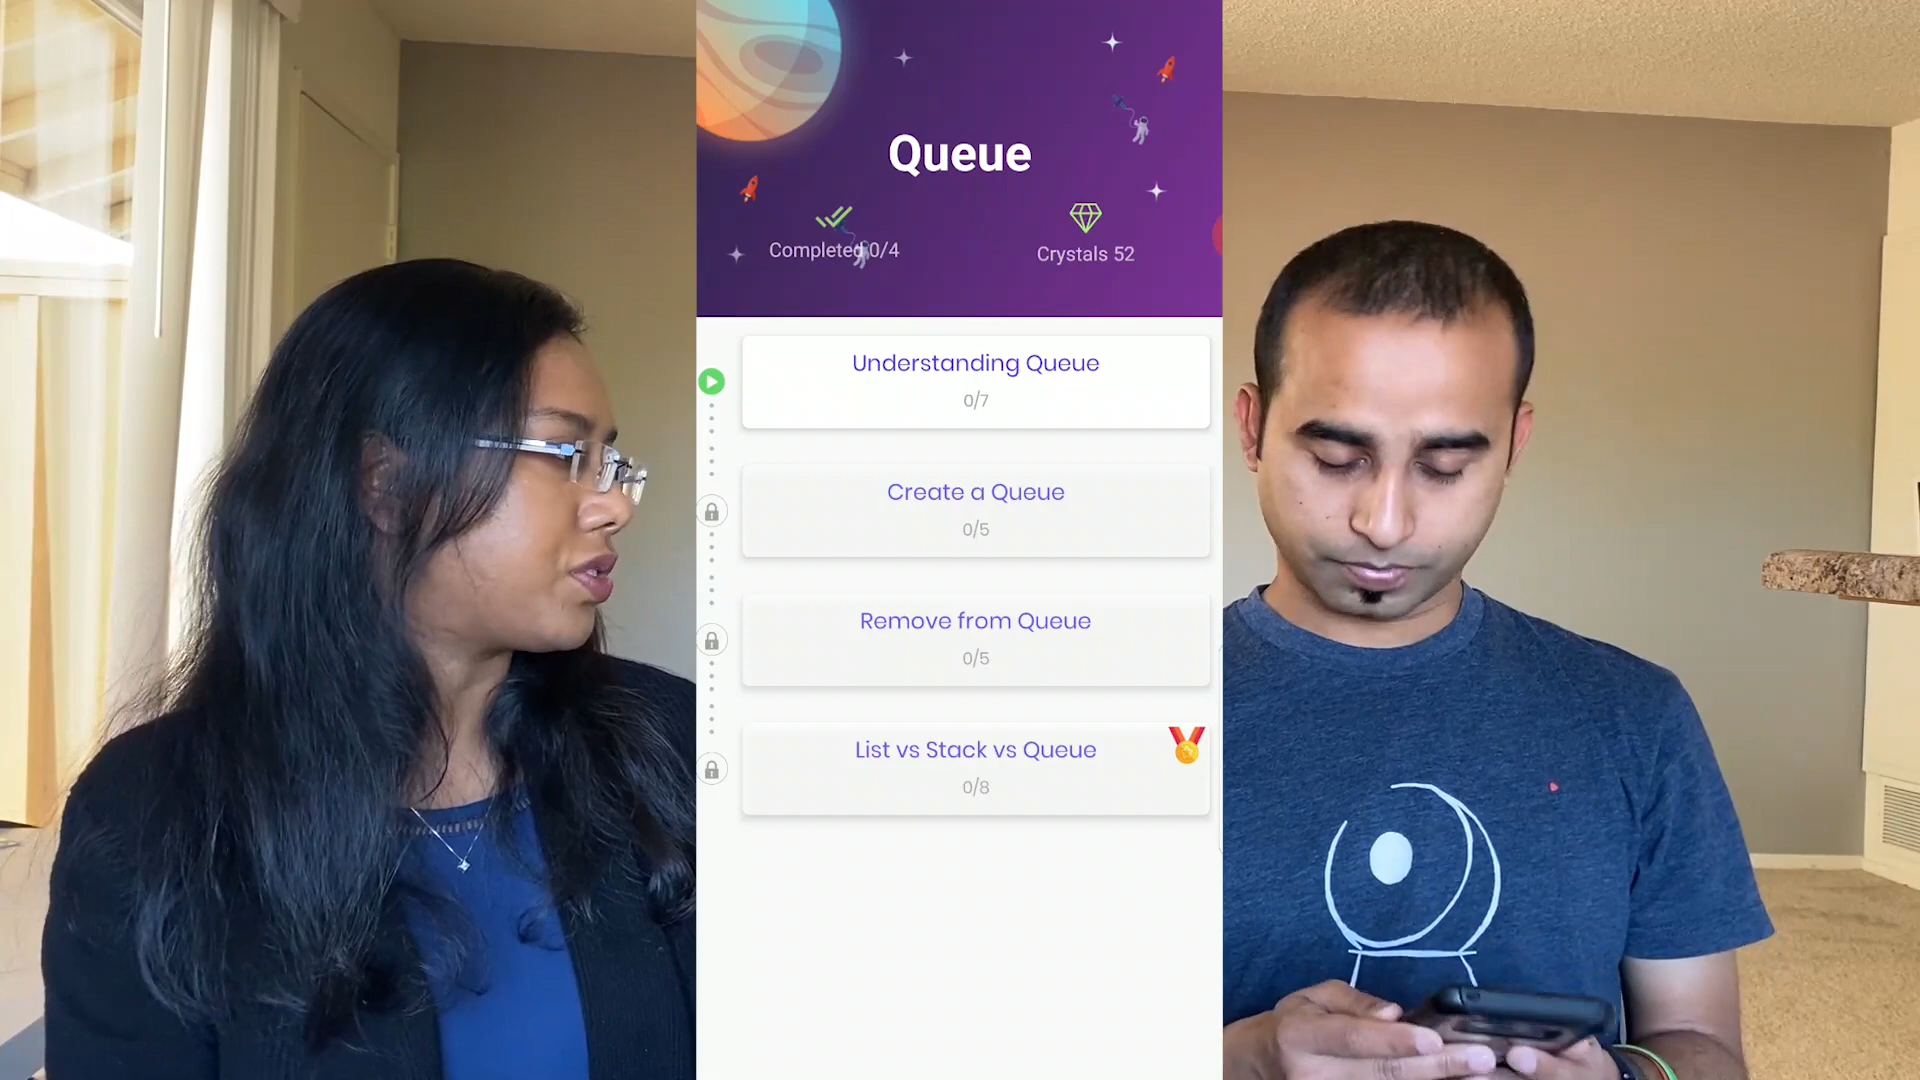 Queue
Completed 0/4
Crystals 52
Understanding Queue
0/7
Create a Queue
0/5
Remove from Queue
0/5
List vs Stack vs Queue
0/8